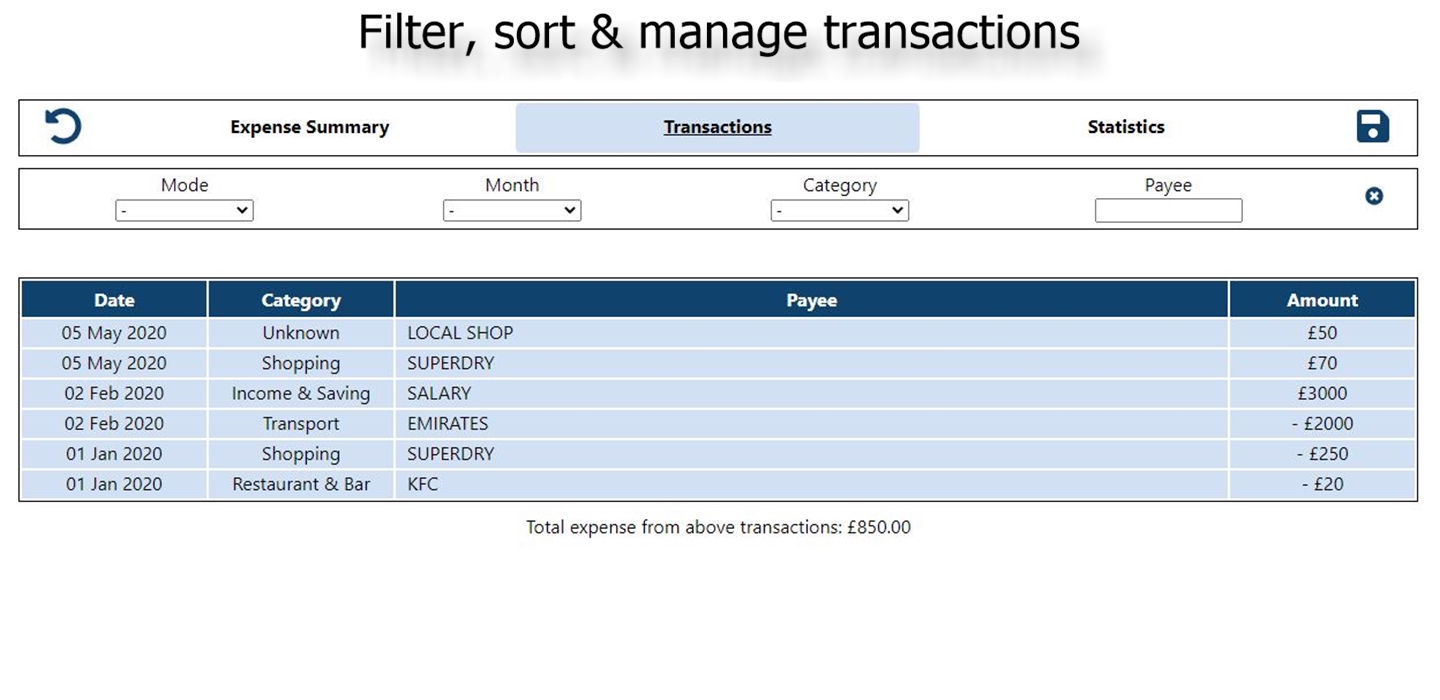 Filter, sort & manage transactions
Expense Summary Transactions Statistics
Mode Month Category Payee
- - -
Date Category Payee Amount
05 May 2020 Unknown LOCAL SHOP £50
05 May 2020 Shopping SUPERDRY £70
02 Feb 2020 Income & Saving SALARY £3000
02 Feb 2020 Transport EMIRATES - £2000
01 Jan 2020 Shopping SUPERDRY - £250
01 Jan 2020 Restaurant & Bar KFC - £20
Total expense from above transactions: £850.00